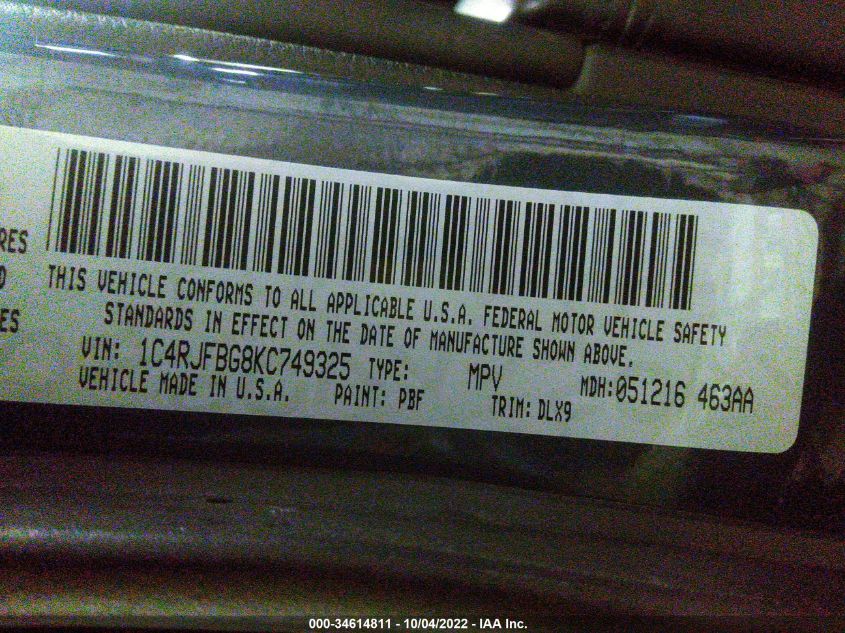 RES
ES
THIS VEHICLE CONFORMS TO ALL APPLICABLE U.S.A. FEDERAL MOTOR VEHICLE SAFETY
STANDARDS IN EFFECT ON THE DATE OF MANUFACTURE SHOWN ABOVE.
VIN: 1C4RJFBG8KC749325 TYPE: MPV MDH:051216 463AA
VEHICLE MADE IN U.S.A. PAINT: PBF TRIM: DLX9
000-34614811 - 10/04/2022 - IAA Inc.